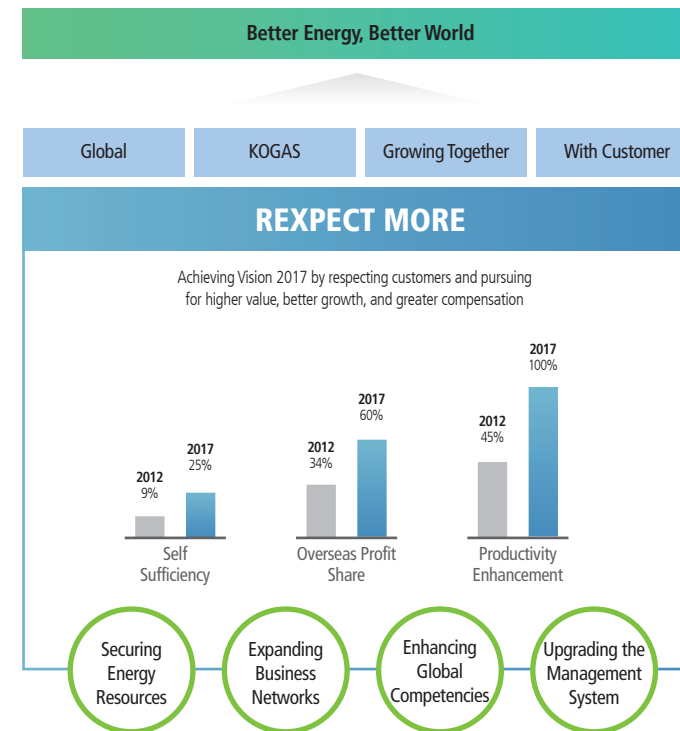 Better Energy, Better World
Global
KOGAS
Growing Together
With Customer
REXPECT MORE
Achieving Vision 2017 by respecting customers and pursuing
for higher value, better growth, and greater compensation
2012
9%
2017
25%
Self
Sufficiency
2012
34%
2017
60%
Overseas Profit
Share
2012
45%
2017
100%
Productivity
Enhancement
Securing
Energy
Resources
Expanding
Business
Networks
Enhancing
Global
Competencies
Upgrading the
Management
System